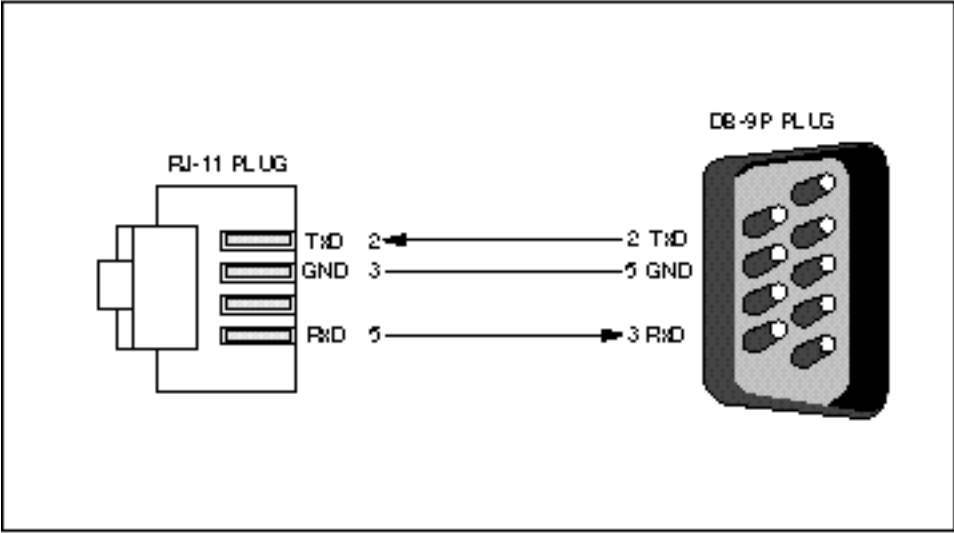 DB-9P PLUG
RJ-11 PLUG
TxD 2 2 TxD
GND 3 5 GND
RxD 5 3 RxD